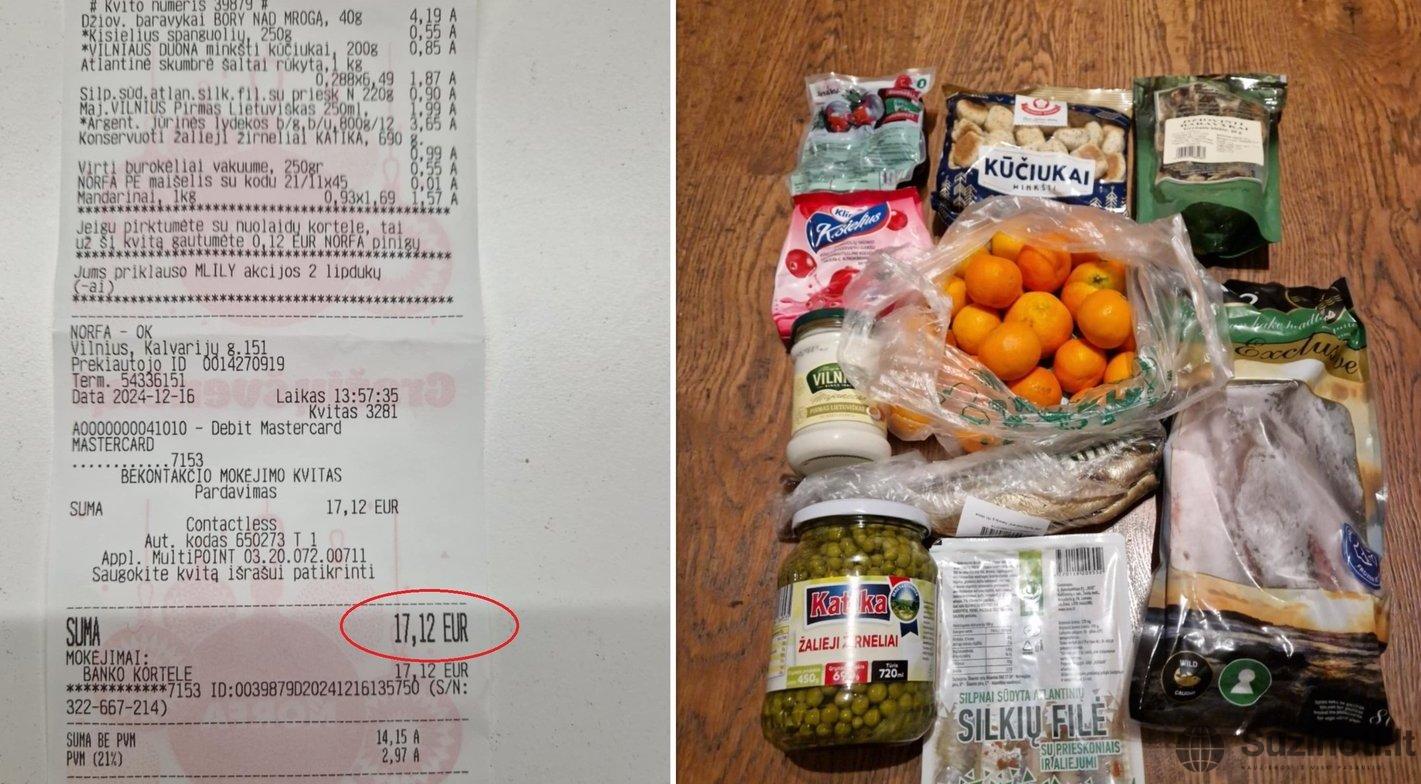 # Kvito numeris 39879 #
Džiov. baravykai BORY NAD MROGĄ, 40g 4,19 A
*Kisielius spanguolių, 250g 0,55 A
*VILNIAUS DUONA minkšti kūčiukai, 200g 0,85 A
Atlantinė skumbrė šaltai rūkyta,1 kg
0,288x6,49 1,87 A
Silp.sūd.atlan.silk.fil.su priesk N 220g 0,90 A
Maj.VILNIUS Pirmas Lietuviškas 250ml, 1,99 A
*Argent. Jūrinės lydekos b/g,b/u,800g/12 3,65 A
Konservuoti žalieji žirneliai KATIKA, 690 g.
0,99 A
Virti burokėliai vakuume, 250gr 0,55 A
NORFA PE maišelis su kodu 21/11x45 0,01 A
Mandarinai, 1kg 0,93x1,69 1,57 A
Jeigu pirktumėte su nuolaidų kortele, tai
už šį kvitą gautumėte 0,12 EUR NORFA pinigų
Jums priklauso MLILY akcijos 2 lipdukų
(-ai)
NORFA - OK
Vilnius, Kalvarijų g.151
Prekiautojo ID 0014270919
Term. 54336151
Data 2024-12-16 Laikas 13:57:35
Kvitas 3281
A0000000041010 - Debit Mastercard
MASTERCARD
............7153
BEKONTAKČIO MOKĖJIMO KVITAS
Pardavimas
SUMA 17,12 EUR
Contactless
Aut. kodas 650273 T 1
Appl. MultiPOINT 03.20.072.00711
Saugokite kvitą išrašui patikrinti
SUMA 17,12 EUR
MOKĖJIMAI:
BANKO KORTELE 17,12 EUR
************7153 ID:0039879D20241216135750 (S/N:
322-667-214)
SUMA BE PVM 14,15 A
PVM (21%) 2,97 A
KŪČIUKAI
MINKŠTI
DŽIOVINTI
BARAVYKAI
Kisielius
VILNIUS
PIRMAS LIETUVIŠKAS
Exclusive
Katika
ŽALIEJI ŽIRNELIAI
450g
Tūris
720ml
WILD
CAUGHT
SILPNAI SŪDYTA ATLANTINIŲ
SILKIŲ FILĖ
SU PRIESKONIAIS
IR ALIEJUMI
Suzinoti.lt